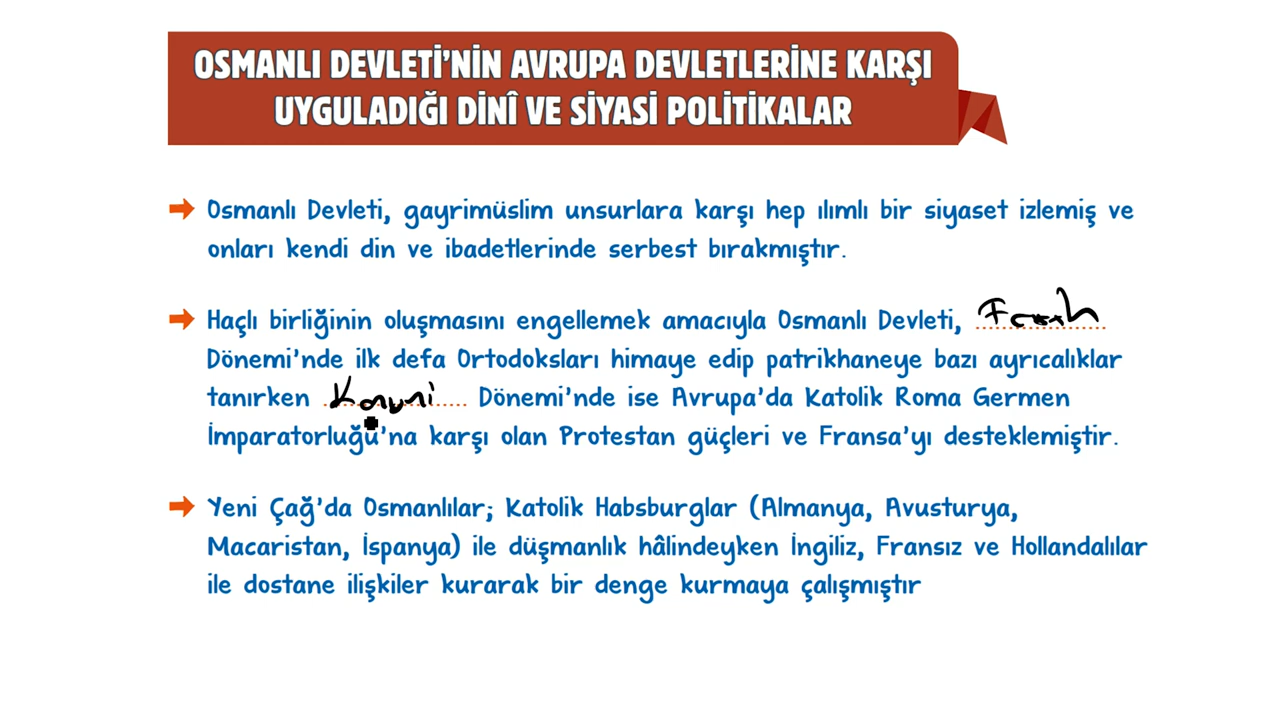 OSMANLI DEVLETİ'NİN AVRUPA DEVLETLERİNE KARŞI
UYGULADIĞI DİNÎ VE SİYASİ POLİTİKALAR
Osmanlı Devleti, gayrimüslim unsurlara karşı hep ılımlı bir siyaset izlemiş ve
onları kendi din ve ibadetlerinde serbest bırakmıştır.
Haçlı birliğinin oluşmasını engellemek amacıyla Osmanlı Devleti, Fatih
Dönemi'nde ilk defa Ortodoksları himaye edip patrikhaneye bazı ayrıcalıklar
tanırken Kanuni Dönemi'nde ise Avrupa'da Katolik Roma Germen
İmparatorluğu'na karşı olan Protestan güçleri ve Fransa'yı desteklemiştir.
Yeni Çağ'da Osmanlılar; Katolik Habsburglar (Almanya, Avusturya,
Macaristan, İspanya) ile düşmanlık hâlindeyken İngiliz, Fransız ve Hollandalılar
ile dostane ilişkiler kurarak bir denge kurmaya çalışmıştır